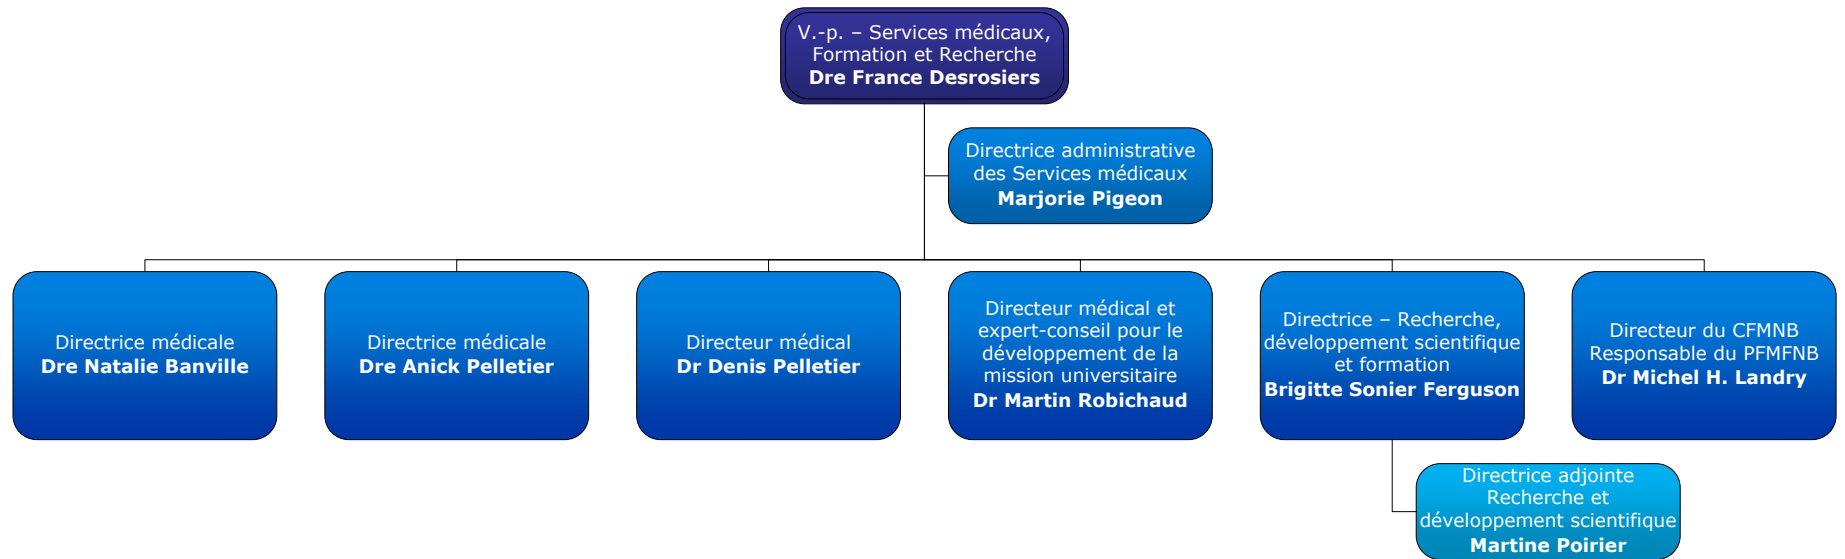 V.-p. – Services médicaux,
Formation et Recherche
Dre France Desrosiers
Directrice administrative
des Services médicaux
Marjorie Pigeon
Directrice médicale
Dre Natalie Banville
Directrice médicale
Dre Anick Pelletier
Directeur médical
Dr Denis Pelletier
Directeur médical et
expert-conseil pour le
développement de la
mission universitaire
Dr Martin Robichaud
Directrice – Recherche,
développement scientifique
et formation
Brigitte Sonier Ferguson
Directeur du CFMNB
Responsable du PFMFNB
Dr Michel H. Landry
Directrice adjointe
Recherche et
développement scientifique
Martine Poirier